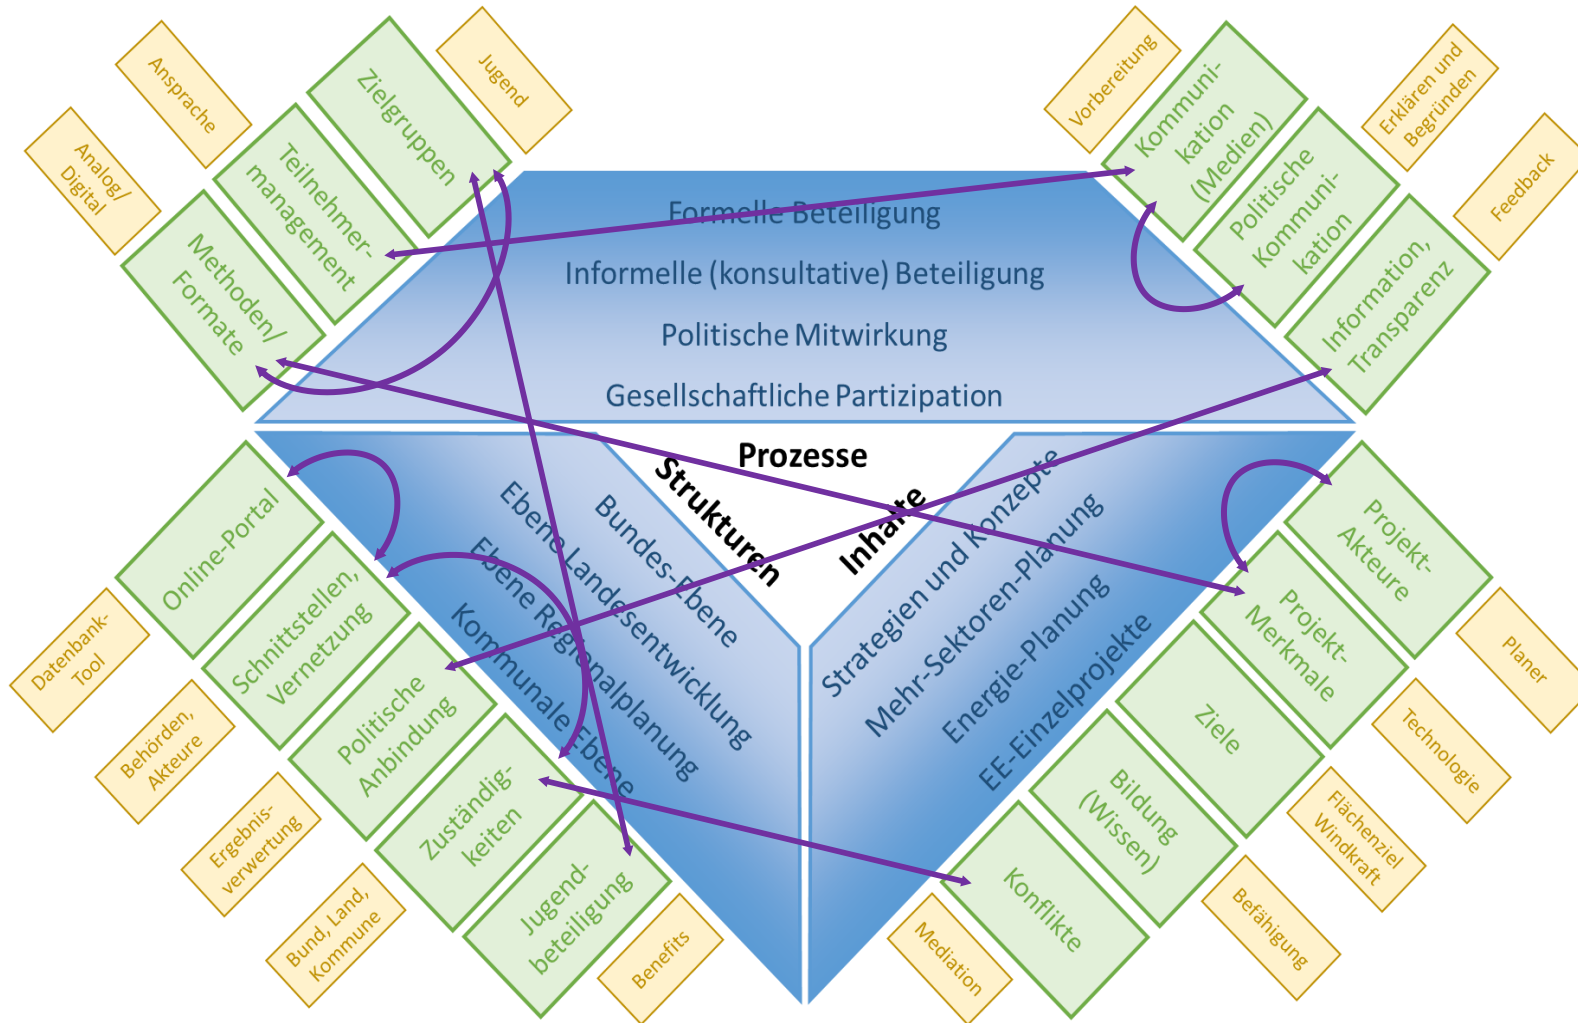 Ansprache
Analog/
Digital
Zielgruppen
Teilnehmer-
management
Methoden/
Formate
Jugend
Vorbereitung
Kommuni-
kation
(Medien)
Politische
Kommuni-
kation
Information,
Transparenz
Erklären und
Begründen
Feedback
Formelle Beteiligung
Informelle (konsultative) Beteiligung
Politische Mitwirkung
Gesellschaftliche Partizipation
Prozesse
Strukturen
Inhalte
Bundes-Ebene
Ebene Landesentwicklung
Ebene Regionalplanung
Kommunale Ebene
Strategien und Konzepte
Mehr-Sektoren-Planung
Energie-Planung
EE-Einzelprojekte
Online-Portal
Schnittstellen,
Vernetzung
Politische
Anbindung
Zuständig-
keiten
Jugend-
beteiligung
Datenbank-
Tool
Behörden,
Akteure
Ergebnis-
verwertung
Bund, Land,
Kommune
Benefits
Projekt-
Akteure
Projekt-
Merkmale
Ziele
Bildung
(Wissen)
Konflikte
Planer
Technologie
Flächenziel
Windkraft
Befähigung
Mediation